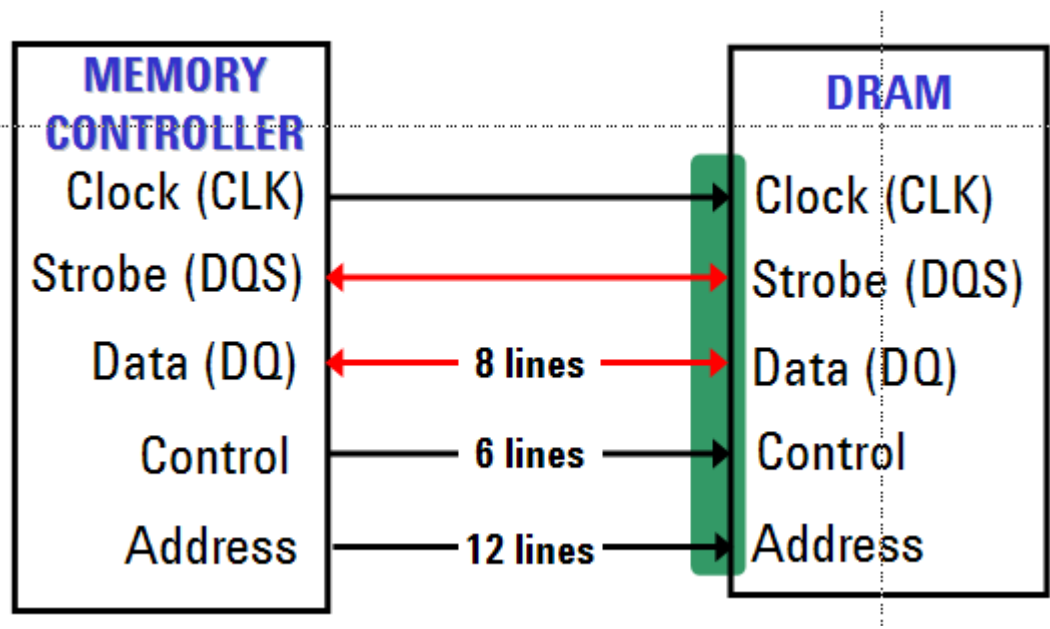 MEMORY
CONTROLLER
Clock (CLK)
Strobe (DQS)
Data (DQ)
Control
Address
8 lines
6 lines
12 lines
DRAM
Clock (CLK)
Strobe (DQS)
Data (DQ)
Control
Address